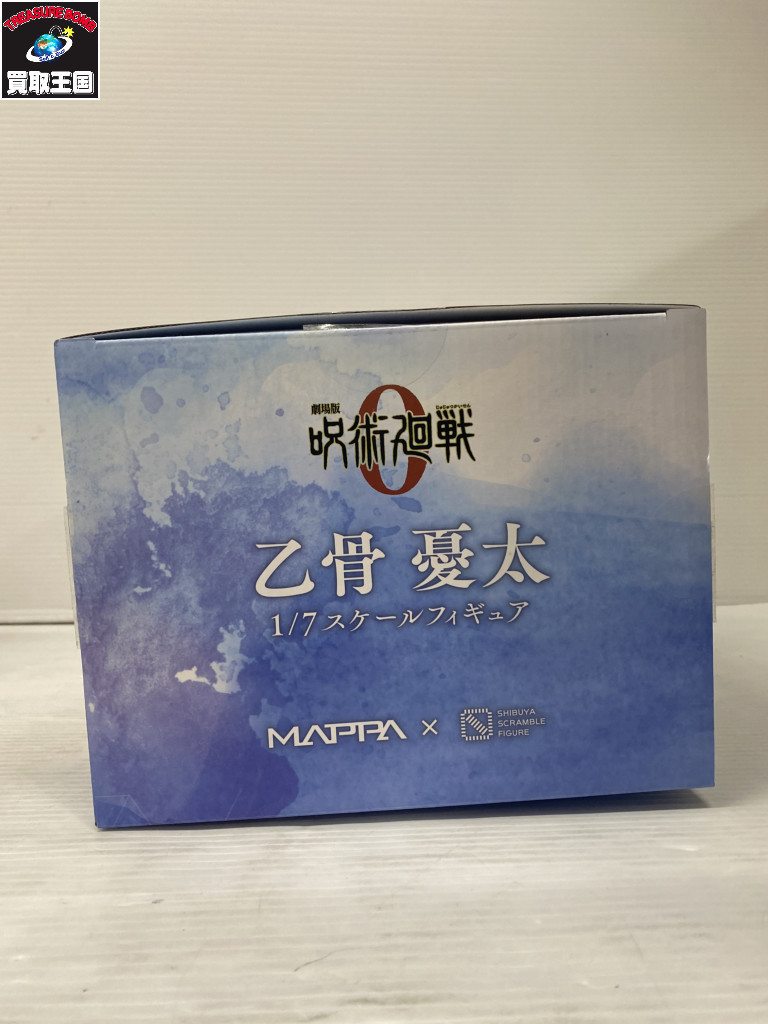 TREASURE BOMB
買取王国
劇場版
じゅじゅつかいせん
呪術廻戦
0
乙骨 憂太
1/7スケールフィギュア
MAPPA × SHIBUYA
SCRAMBLE
FIGURE